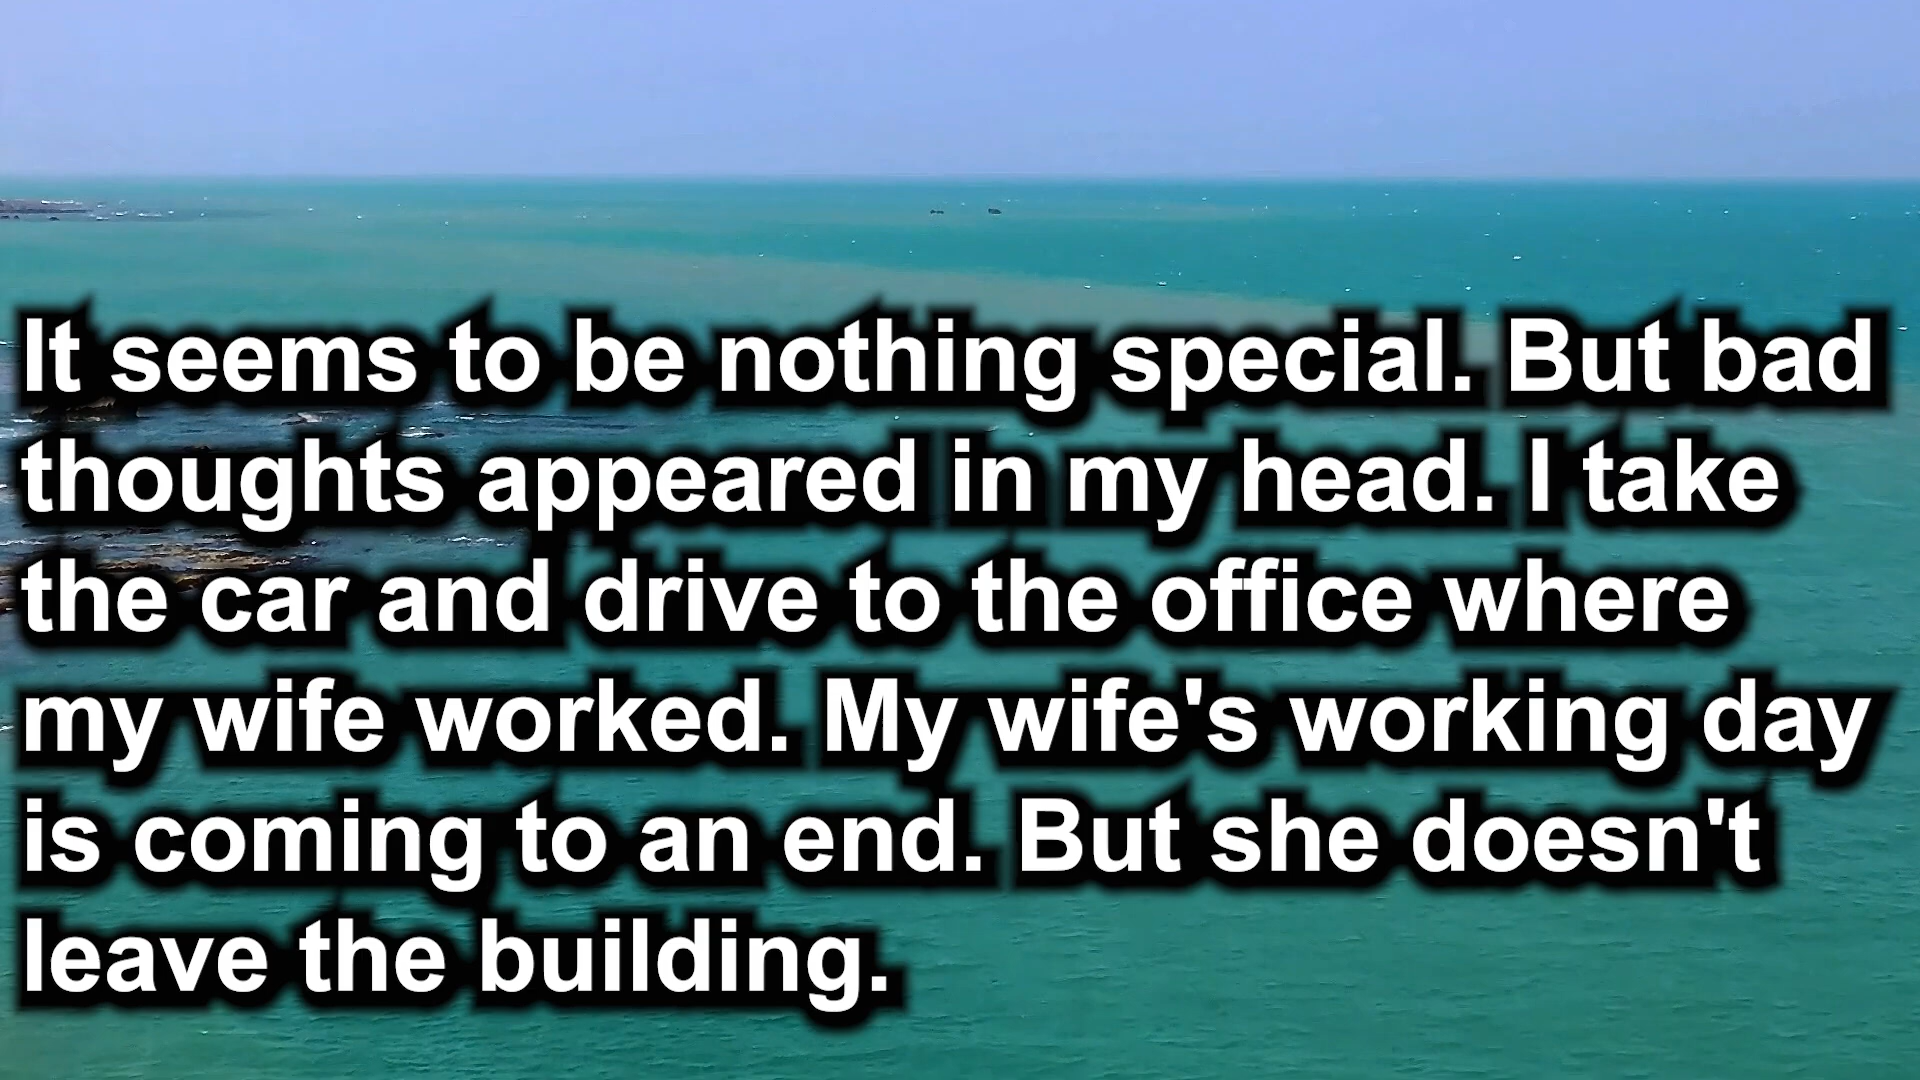 It seems to be nothing special. But bad
thoughts appeared in my head. I take
the car and drive to the office where
my wife worked. My wife's working day
is coming to an end. But she doesn't
leave the building.